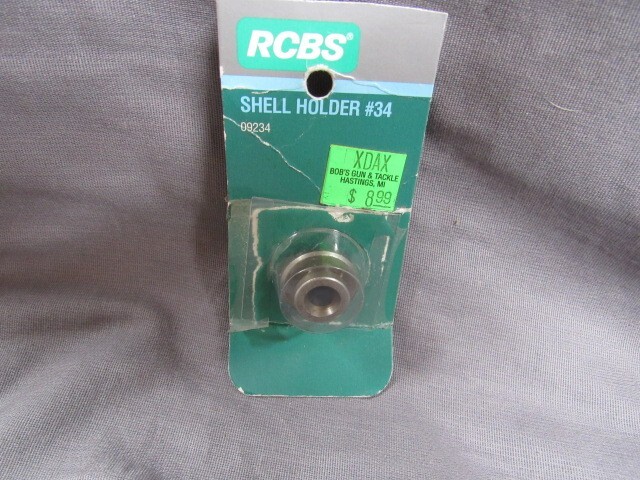 RCBS®
SHELL HOLDER #34
09234
XDAX
BOB'S GUN & TACKLE
HASTINGS, MI
$ 8.99